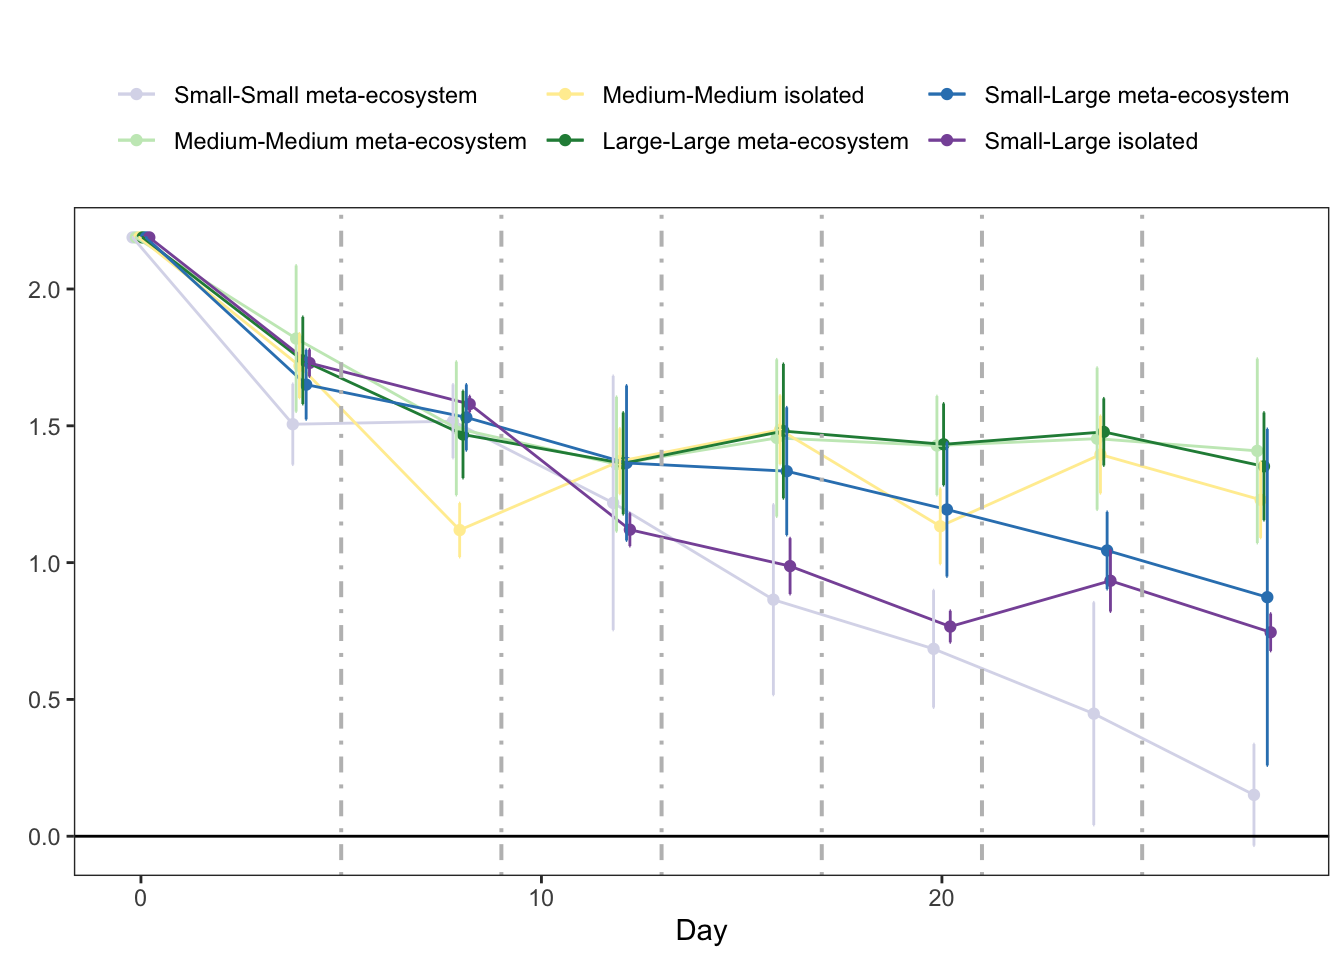 Small-Small meta-ecosystem Medium-Medium isolated Small-Large meta-ecosystem
Medium-Medium meta-ecosystem Large-Large meta-ecosystem Small-Large isolated
2.0
1.5
1.0
0.5
0.0
0 10 20
Day